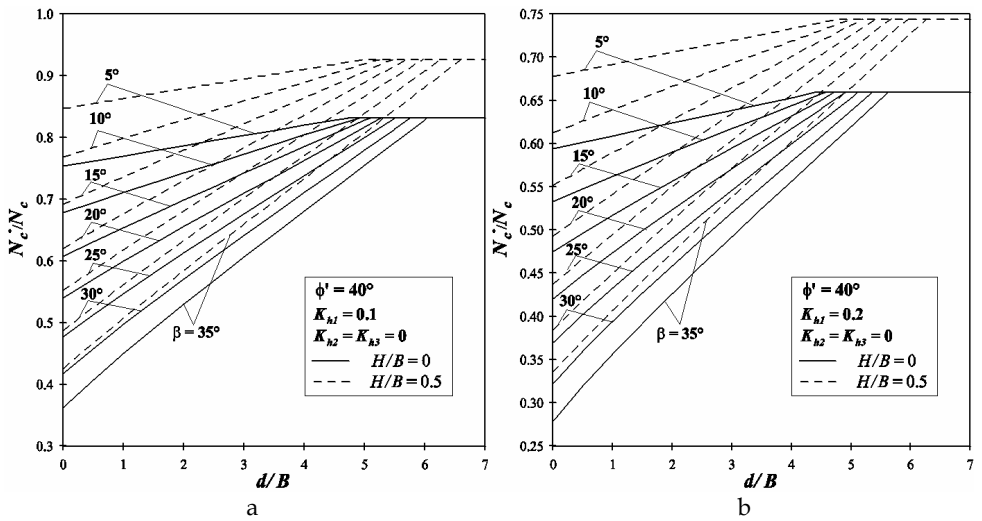 a
1.0
0.9
0.8
0.7
0.6
0.5
0.4
0.3
N*c/Nc
0 1 2 3 4 5 6 7
d/B
5°
10°
15°
20°
25°
30°
β = 35°
ϕ' = 40°
Kh1 = 0.1
Kh2 = Kh3 = 0
H/B = 0
H/B = 0.5
b
0.75
0.70
0.65
0.60
0.55
0.50
0.45
0.40
0.35
0.30
0.25
N*c/Nc
0 1 2 3 4 5 6 7
d/B
5°
10°
15°
20°
25°
30°
β = 35°
ϕ' = 40°
Kh1 = 0.2
Kh2 = Kh3 = 0
H/B = 0
H/B = 0.5